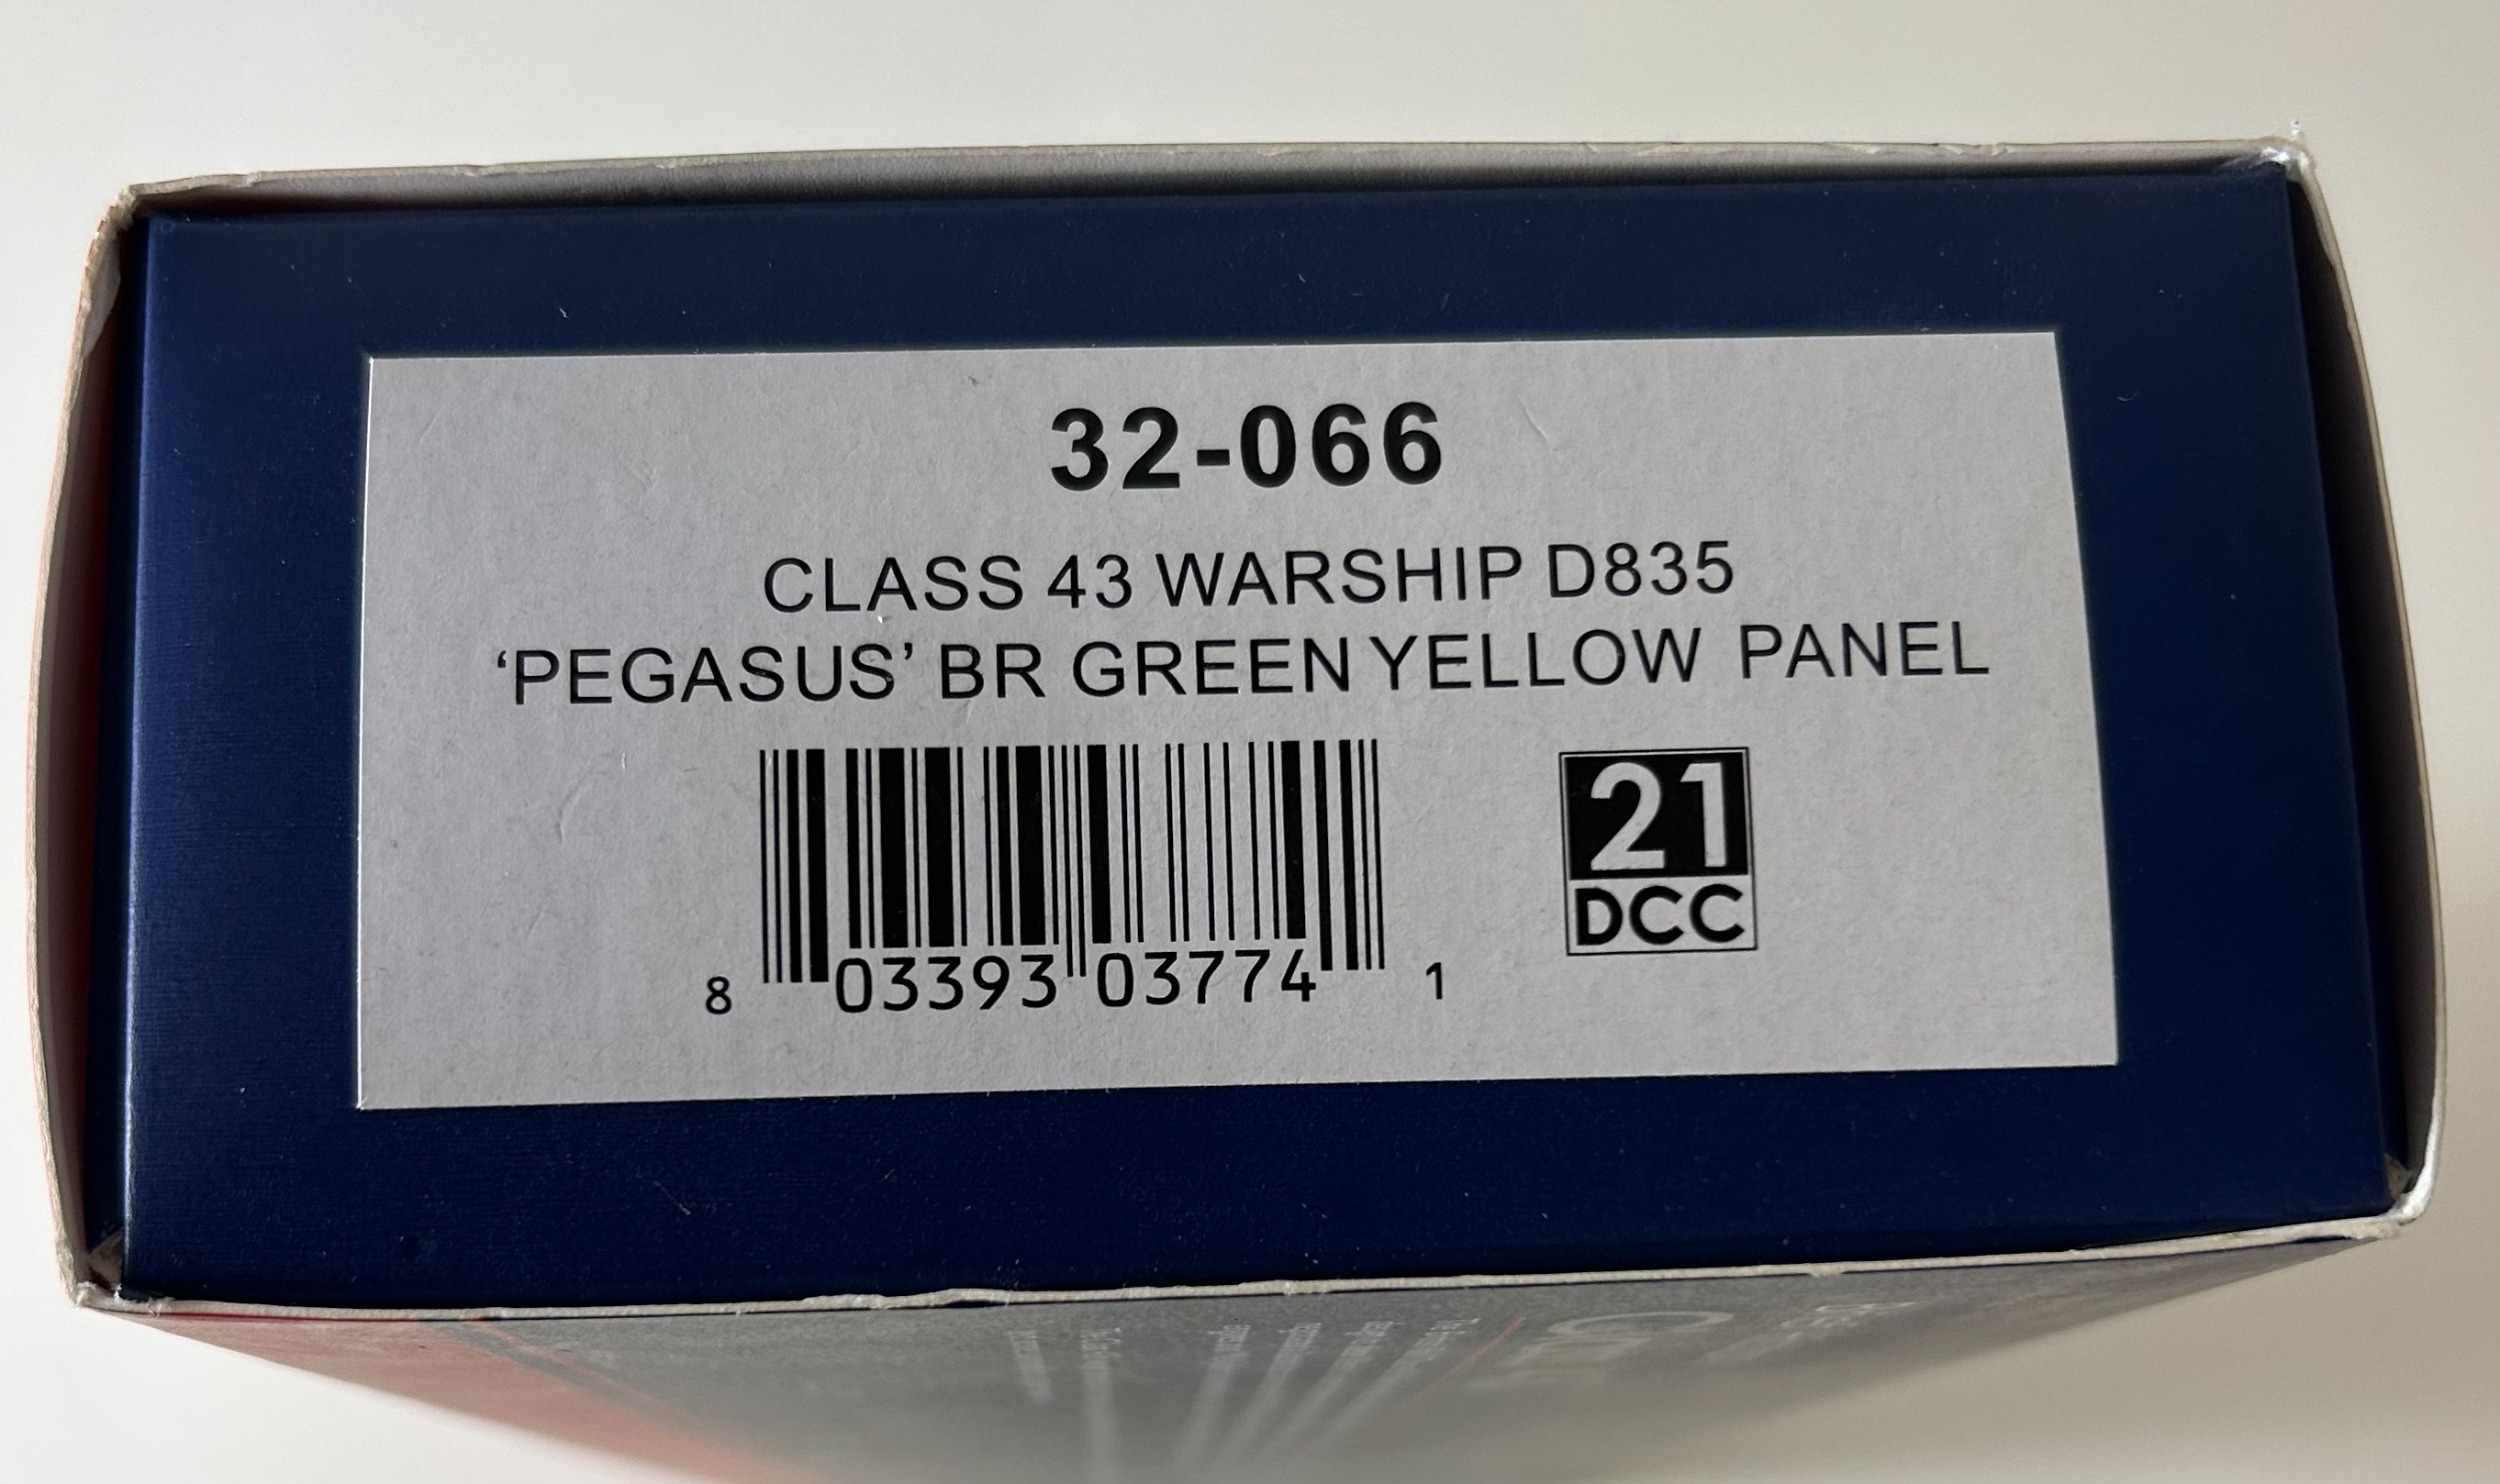 32-066
CLASS 43 WARSHIP D835
‘PEGASUS’ BR GREEN YELLOW PANEL
21
DCC
8 03393 03774 1